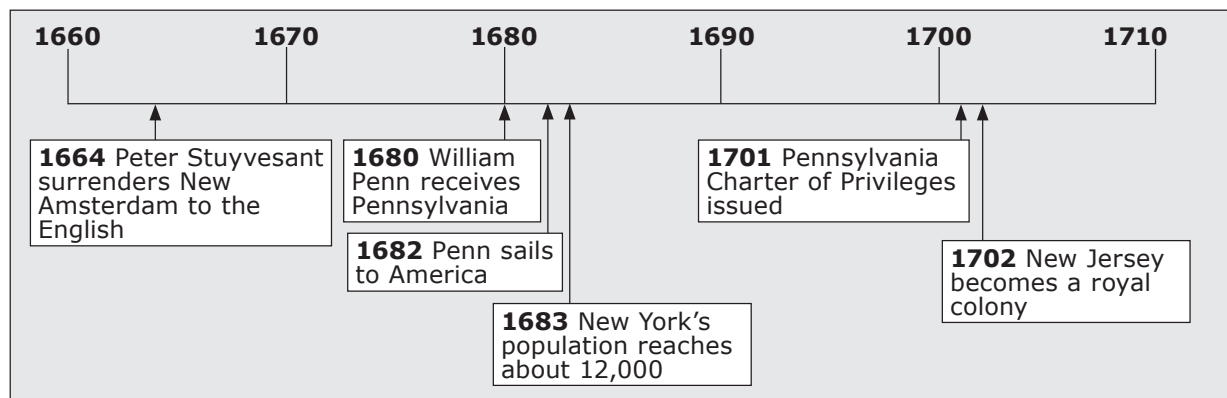 1660 1670 1680 1690 1700 1710
1664 Peter Stuyvesant
surrenders New
Amsterdam to the
English
1680 William
Penn receives
Pennsylvania
1682 Penn sails
to America
1683 New York's
population reaches
about 12,000
1701 Pennsylvania
Charter of Privileges
issued
1702 New Jersey
becomes a royal
colony